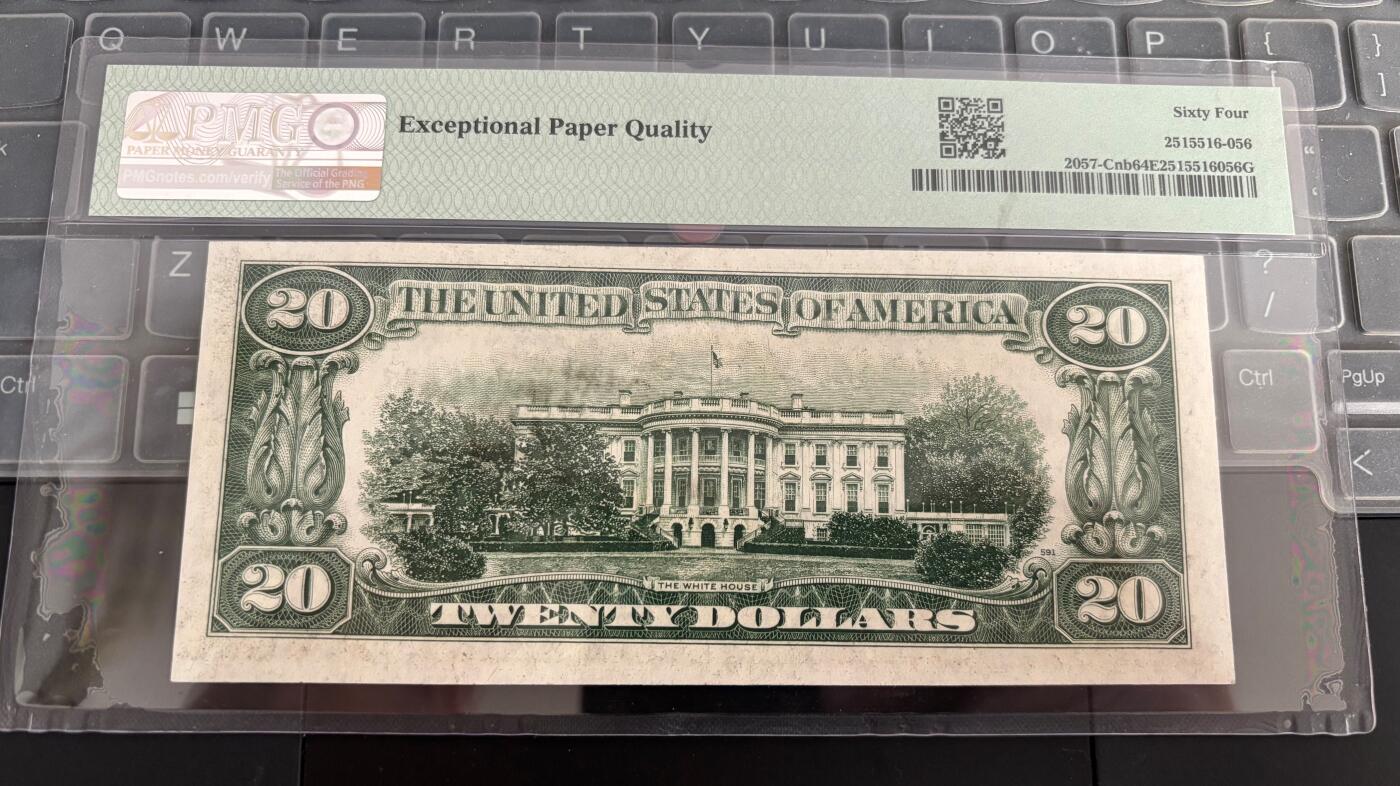 Q W E R T Y U I O P { }
[ ]
PMG
PAPER MONEY GUARANTY
PMGnotes.com/verify
The Official Grading
Service of the PNG
Exceptional Paper Quality
Sixty Four
2515516-056
2057-Cnb64E2515516056G
k
“
‘
Z
?
/
20
THE UNITED STATES OF AMERICA
20
Ctrl
Ctrl
PgUp
<
591
20
THE WHITE HOUSE
TWENTY DOLLARS
20